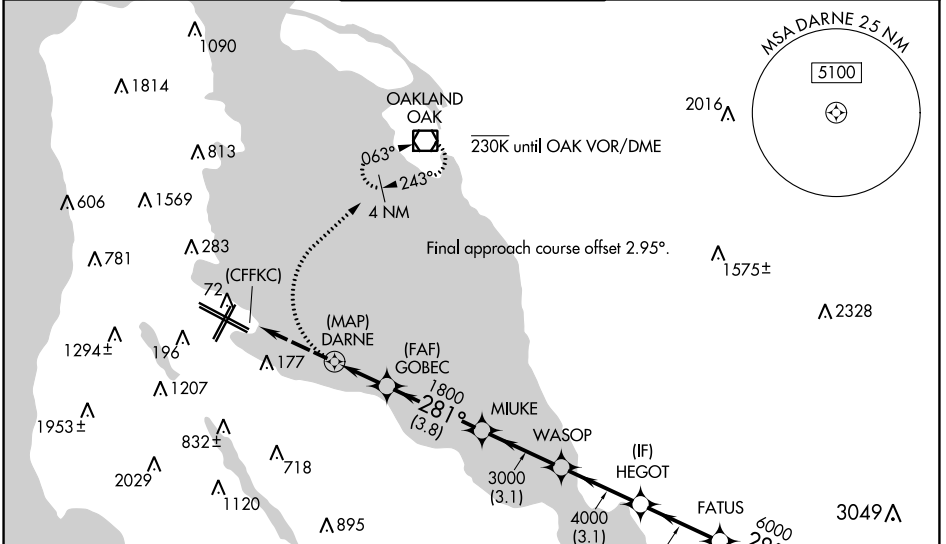 1090
1814
MSA DARNE 25 NM
5100
OAKLAND
OAK
2016
813
063°
230K until OAK VOR/DME
243°
606
1569
4 NM
283
781
Final approach course offset 2.95°.
1575±
(CFFKC)
72
2328
(MAP)
DARNE
1294±
196
177
(FAF)
GOBEC
1207
1800
281°
(3.8)
MIUKE
1953±
832±
WASOP
718
2029
3000
(3.1)
(IF)
HEGOT
1120
4000
(3.1)
FATUS
895
6000
3049